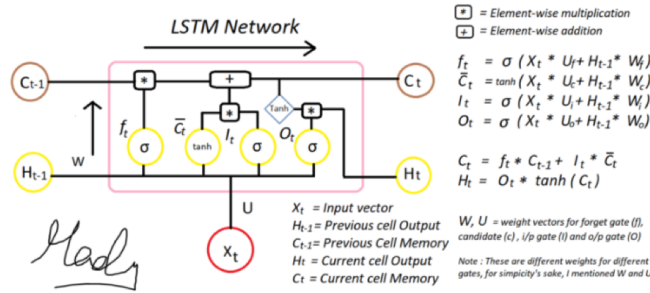 LSTM Network
* = Element-wise multiplication
+ = Element-wise addition
C̅t = tanh ( Xt * Uc + Ht-1 * Wc )
ft = σ ( Xt * Uf + Ht-1 * Wf )
It = σ ( Xt * Ui + Ht-1 * Wi )
Ot = σ ( Xt * Uo + Ht-1 * Wo )
Ct = ft * Ct-1 + It * C̅t
Ht = Ot * tanh ( Ct )
W, U = weight vectors for forget gate (f),
candidate (c) , i/p gate (I) and o/p gate (O)
Note : These are different weights for different
gates, for simpicity's sake, I mentioned W and U
Ct-1
*
+
Ct
Tanh
*
*
ft
C̅t
It
Ot
σ
tanh
σ
σ
W
Ht-1
Ht
U
Xt
Xt = Input vector
Ht-1 = Previous cell Output
Ct-1 = Previous cell Memory
Ht = Current cell Output
Ct = Current cell Memory
Mady